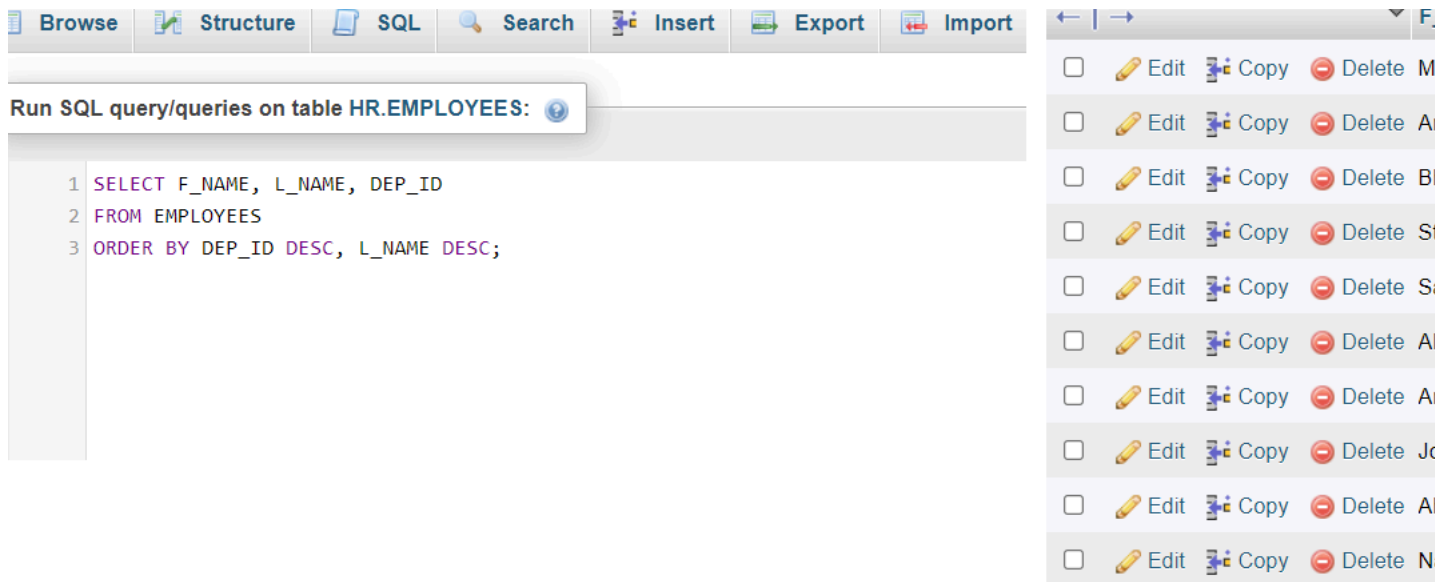 Browse Structure SQL Search Insert Export Import
Run SQL query/queries on table HR.EMPLOYEES:
1 SELECT F_NAME, L_NAME, DEP_ID
2 FROM EMPLOYEES
3 ORDER BY DEP_ID DESC, L_NAME DESC;
← | →
Edit Copy Delete
Edit Copy Delete
Edit Copy Delete
Edit Copy Delete
Edit Copy Delete
Edit Copy Delete
Edit Copy Delete
Edit Copy Delete
Edit Copy Delete
Edit Copy Delete